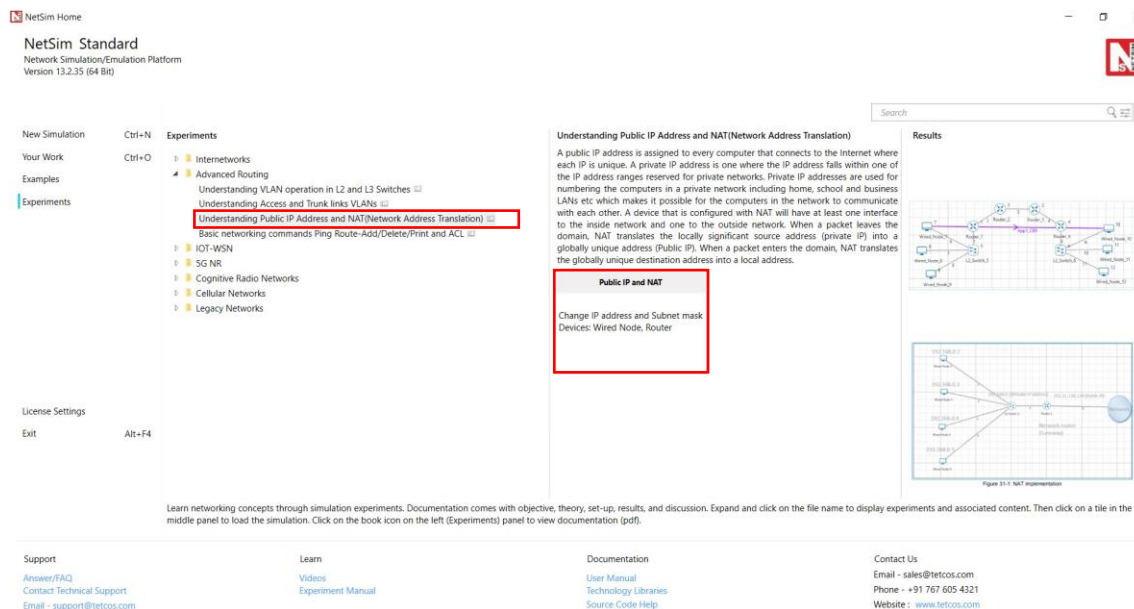 NetSim Home
NetSim Standard
Network Simulation/Emulation Platform
Version 13.2.35 (64 Bit)
Search
New Simulation Ctrl+N
Your Work Ctrl+O
Examples
Experiments
License Settings
Exit Alt+F4
Experiments
Internetworks
Advanced Routing
Understanding VLAN operation in L2 and L3 Switches
Understanding Access and Trunk links VLANs
Understanding Public IP Address and NAT(Network Address Translation)
Basic networking commands Ping Route-Add/Delete/Print and ACL
IOT-WSN
5G NR
Cognitive Radio Networks
Cellular Networks
Legacy Networks
Understanding Public IP Address and NAT(Network Address Translation)
A public IP address is assigned to every computer that connects to the Internet where
each IP is unique. A private IP address is one where the IP address falls within one of
the IP address ranges reserved for private networks. Private IP addresses are used for
numbering the computers in a private network including home, school and business
LANs etc which makes it possible for the computers in the network to communicate
with each other. A device that is configured with NAT will have at least one interface
to the inside network and one to the outside network. When a packet leaves the
domain, NAT translates the locally significant source address (private IP) into a
globally unique address (Public IP). When a packet enters the domain, NAT translates
the globally unique destination address into a local address.
Public IP and NAT
Change IP address and Subnet mask
Devices: Wired Node, Router
Results
Figure 31-1: NAT implementation
Learn networking concepts through simulation experiments. Documentation comes with objective, theory, set-up, results, and discussion. Expand and click on the file name to display experiments and associated content. Then click on a tile in the
middle panel to load the simulation. Click on the book icon on the left (Experiments) panel to view documentation (pdf).
Support
Answer/FAQ
Contact Technical Support
Email - support@tetcos.com
Learn
Videos
Experiment Manual
Documentation
User Manual
Technology Libraries
Source Code Help
Contact Us
Email - sales@tetcos.com
Phone - +91 767 605 4321
Website : www.tetcos.com